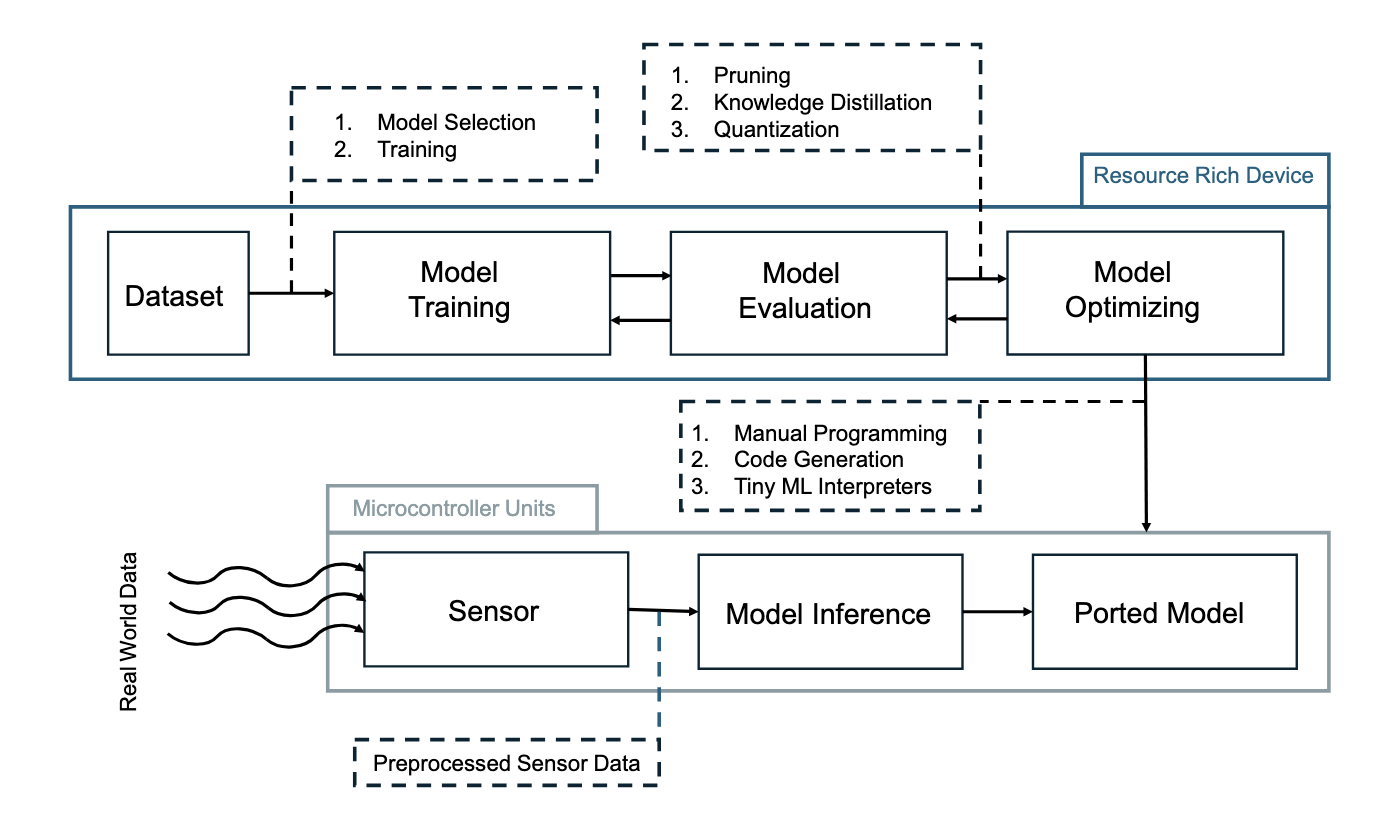 1. Pruning
2. Knowledge Distillation
3. Quantization
1. Model Selection
2. Training
Resource Rich Device
Dataset
Model
Training
Model
Evaluation
Model
Optimizing
1. Manual Programming
2. Code Generation
3. Tiny ML Interpreters
Microcontroller Units
Real World Data
Sensor
Model Inference
Ported Model
Preprocessed Sensor Data